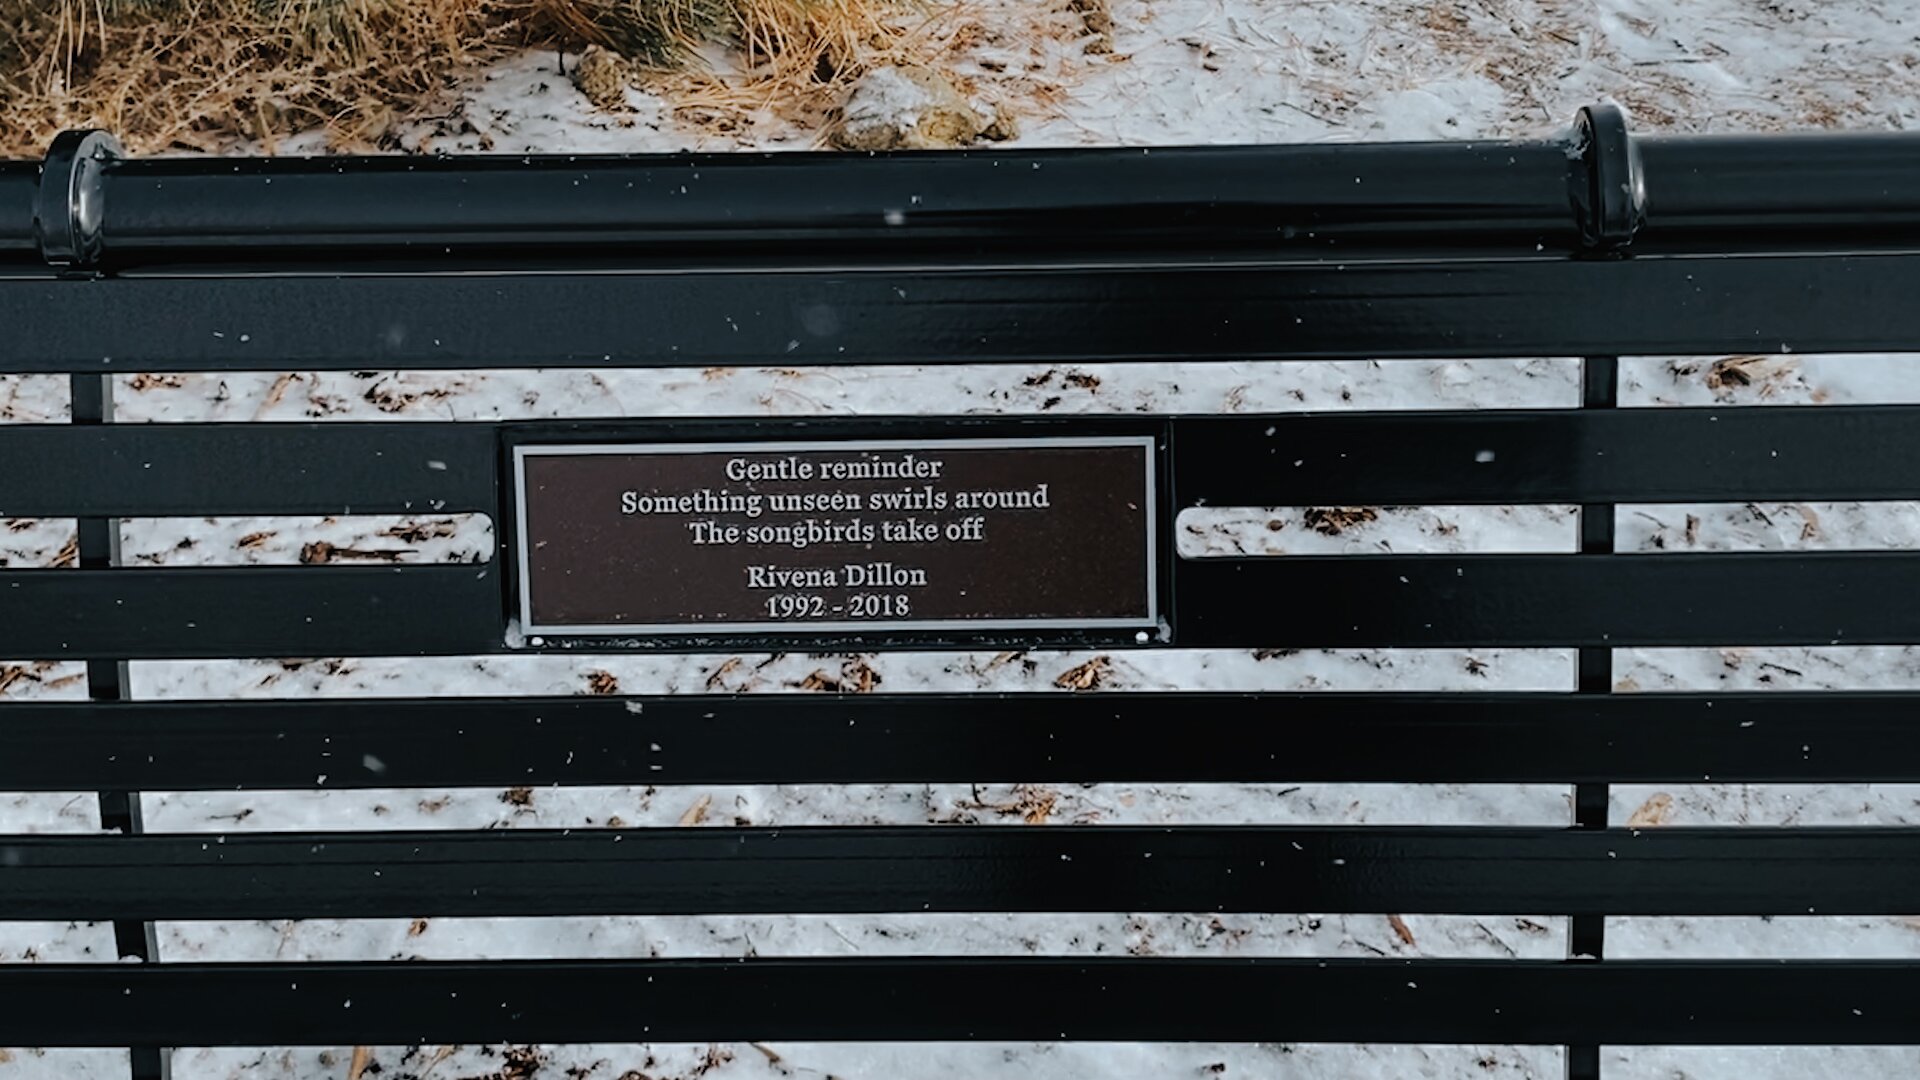 Gentle reminder
Something unseen swirls around
The songbirds take off
Rivena Dillon
1992 - 2018